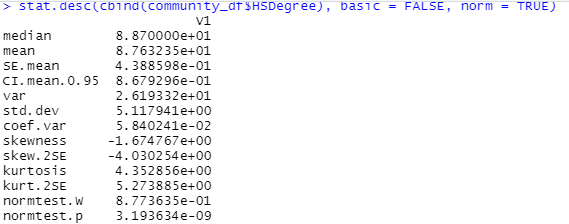 > stat.desc(cbind(community_df$HSDegree), basic = FALSE, norm = TRUE)
V1
median 8.870000e+01
mean 8.763235e+01
SE.mean 4.388598e-01
CI.mean.0.95 8.679296e-01
var 2.619332e+01
std.dev 5.117941e+00
coef.var 5.840241e-02
skewness -1.674767e+00
skew.2SE -4.030254e+00
kurtosis 4.352856e+00
kurt.2SE 5.273885e+00
normtest.W 8.773635e-01
normtest.p 3.193634e-09